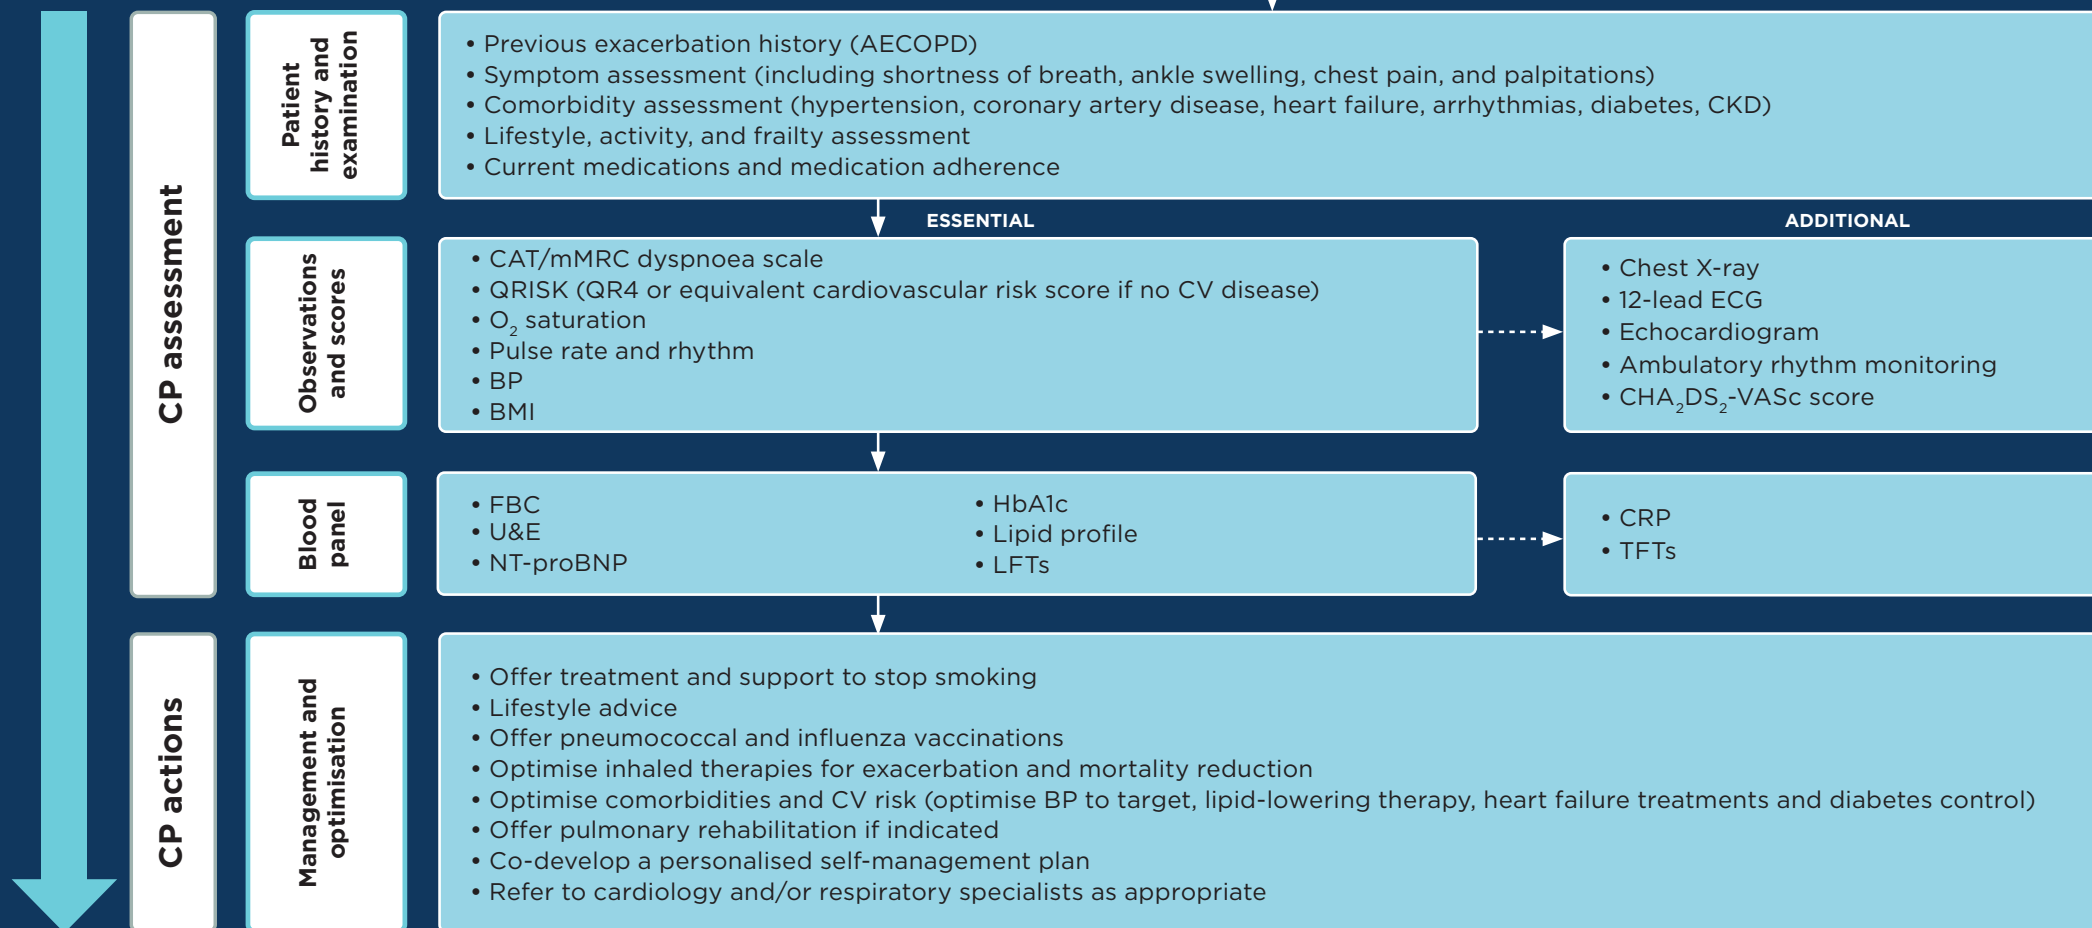 CP assessment
Patient
history and
examination
• Previous exacerbation history (AECOPD)
• Symptom assessment (including shortness of breath, ankle swelling, chest pain, and palpitations)
• Comorbidity assessment (hypertension, coronary artery disease, heart failure, arrhythmias, diabetes, CKD)
• Lifestyle, activity, and frailty assessment
• Current medications and medication adherence
ESSENTIAL
ADDITIONAL
Observations
and scores
• CAT/mMRC dyspnoea scale
• QRISK (QR4 or equivalent cardiovascular risk score if no CV disease)
• O₂ saturation
• Pulse rate and rhythm
• BP
• BMI
• Chest X-ray
• 12-lead ECG
• Echocardiogram
• Ambulatory rhythm monitoring
• CHA₂DS₂-VASc score
Blood
panel
• FBC
• U&E
• NT-proBNP
• HbA1c
• Lipid profile
• LFTs
• CRP
• TFTs
CP actions
Management and
optimisation
• Offer treatment and support to stop smoking
• Lifestyle advice
• Offer pneumococcal and influenza vaccinations
• Optimise inhaled therapies for exacerbation and mortality reduction
• Optimise comorbidities and CV risk (optimise BP to target, lipid-lowering therapy, heart failure treatments and diabetes control)
• Offer pulmonary rehabilitation if indicated
• Co-develop a personalised self-management plan
• Refer to cardiology and/or respiratory specialists as appropriate